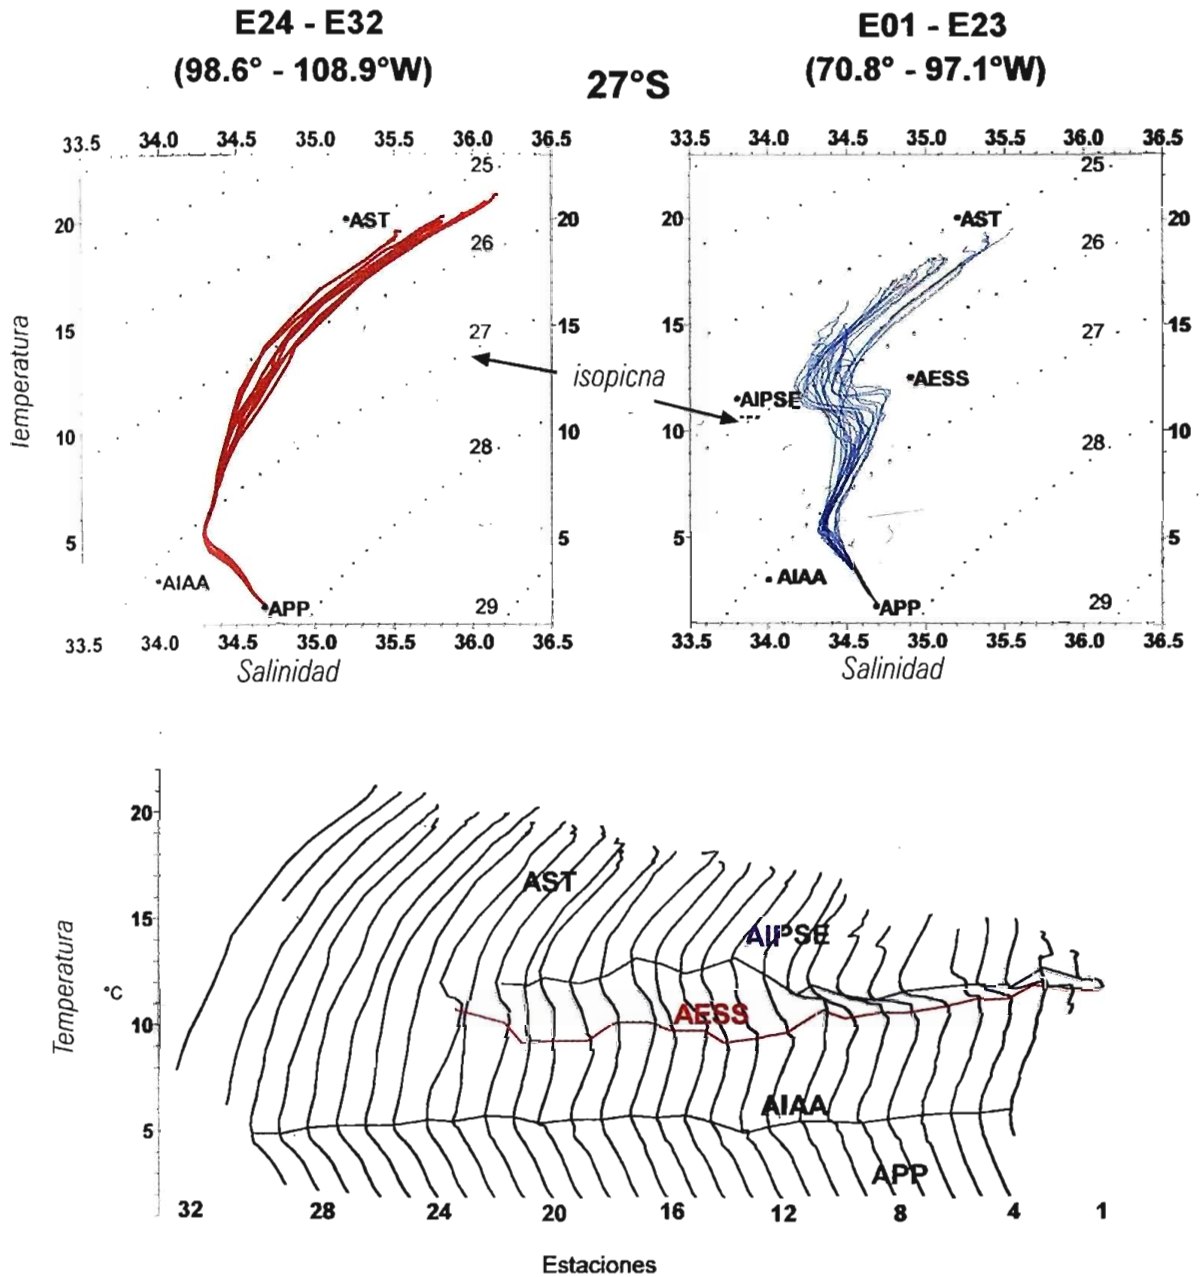 E24 - E32
(98.6° - 108.9°W)
27°S
E01 - E23
(70.8° - 97.1°W)
33.5 34.0 34.5 35.0 35.5 36.0 36.5
33.5 34.0 34.5 35.0 35.5 36.0 36.5
25
25
20 AST 26 20
20 AST 26 20
15 27 15
15 27 15
isopicna
AESS
AIPSE
10 28 10
10 28 10
5 5
5 5
AIAA
AIAA
APP 29
APP 29
Temperatura
33.5 34.0 34.5 35.0 35.5 36.0 36.5
33.5 34.0 34.5 35.0 35.5 36.0 36.5
Salinidad
Salinidad
20
AST
15
AIPSE
Temperatura
°C
AESS
10
AIAA
5
APP
32 28 24 20 16 12 8 4 1
Estaciones